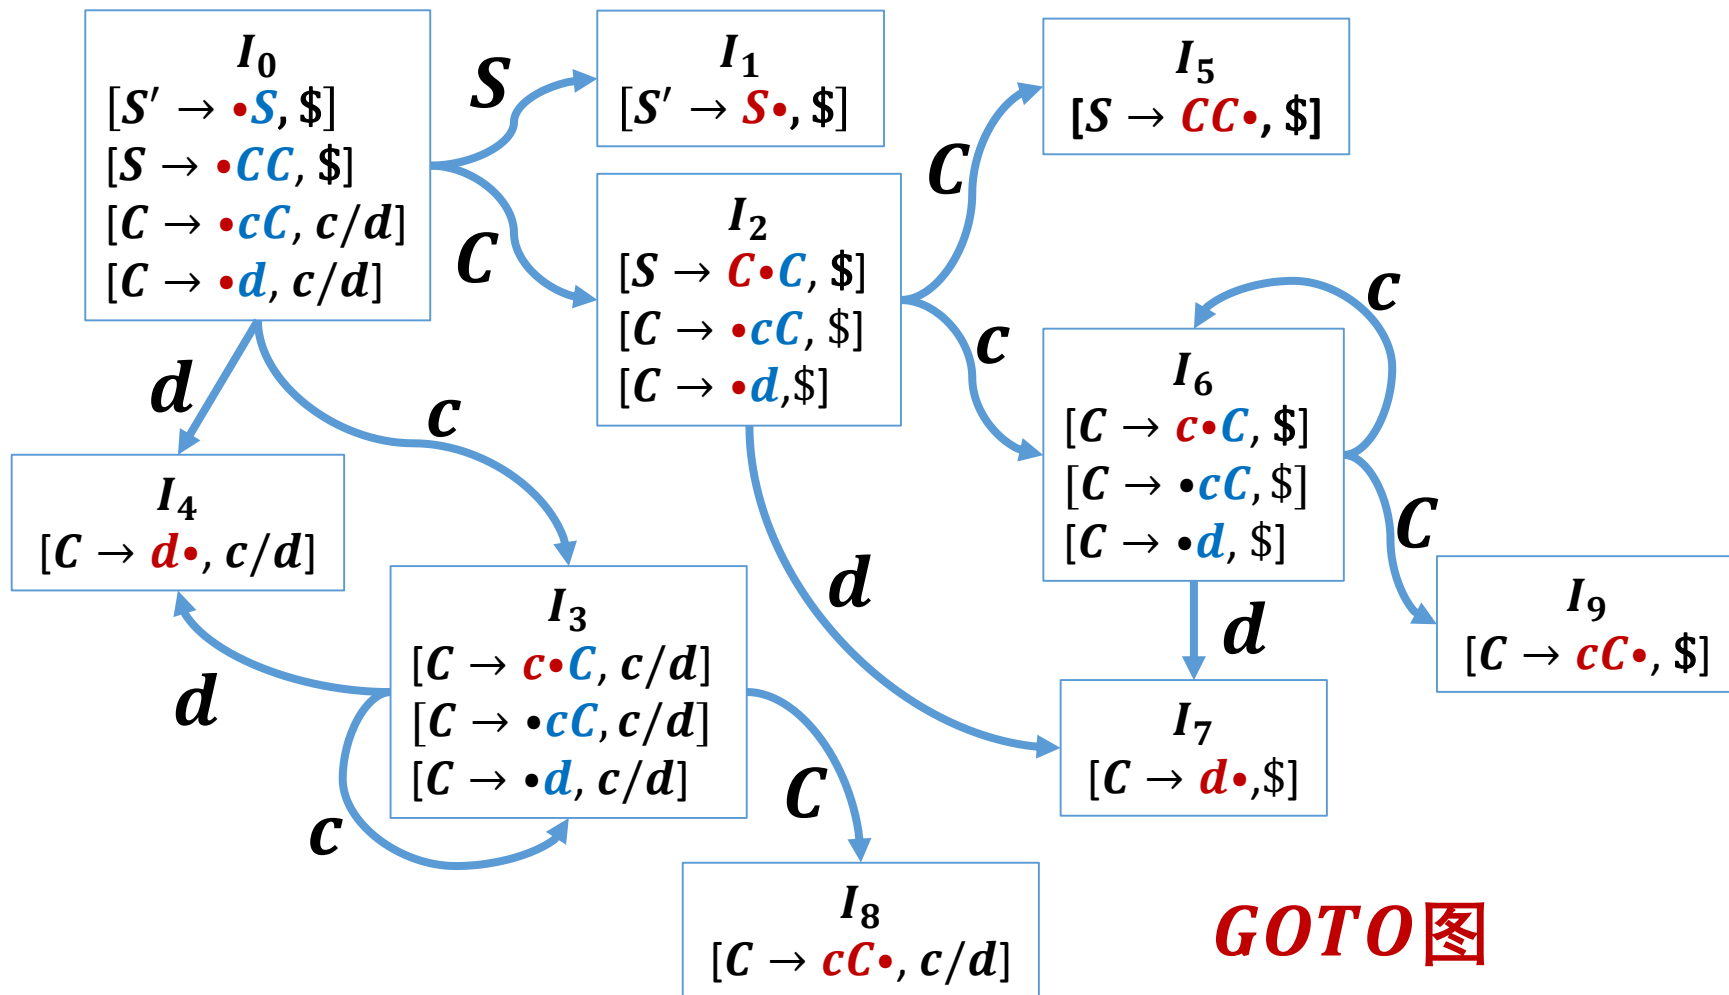 I₀
[S′ → •S, $]
[S → •CC, $]
[C → •cC, c/d]
[C → •d, c/d]
S
I₁
[S′ → S•, $]
C
I₂
[S → C•C, $]
[C → •cC, $]
[C → •d,$]
C
I₅
[S → CC•, $]
c
c
I₆
[C → c•C, $]
[C → •cC, $]
[C → •d, $]
d
c
I₄
[C → d•, c/d]
I₃
[C → c•C, c/d]
[C → •cC, c/d]
[C → •d, c/d]
d
c
C
d
d
C
I₉
[C → cC•, $]
I₇
[C → d•,$]
I₈
[C → cC•, c/d]
GOTO图